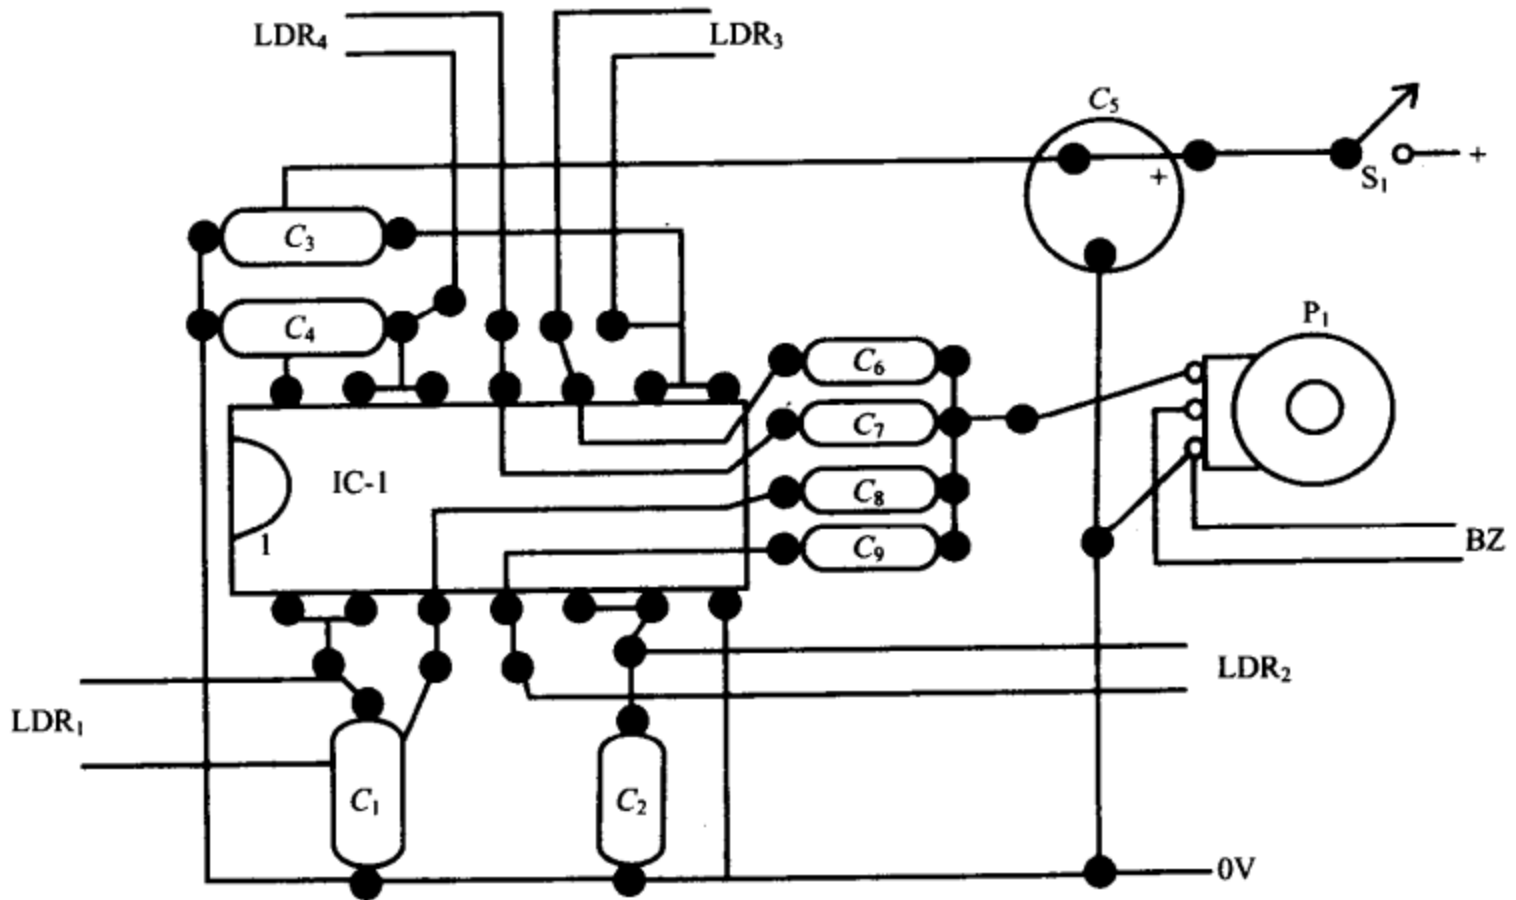 LDR₄
LDR₃
C₅
+
S₁
+
C₃
C₄
P₁
C₆
C₇
IC-1
C₈
1
C₉
BZ
LDR₂
LDR₁
C₁
C₂
0V